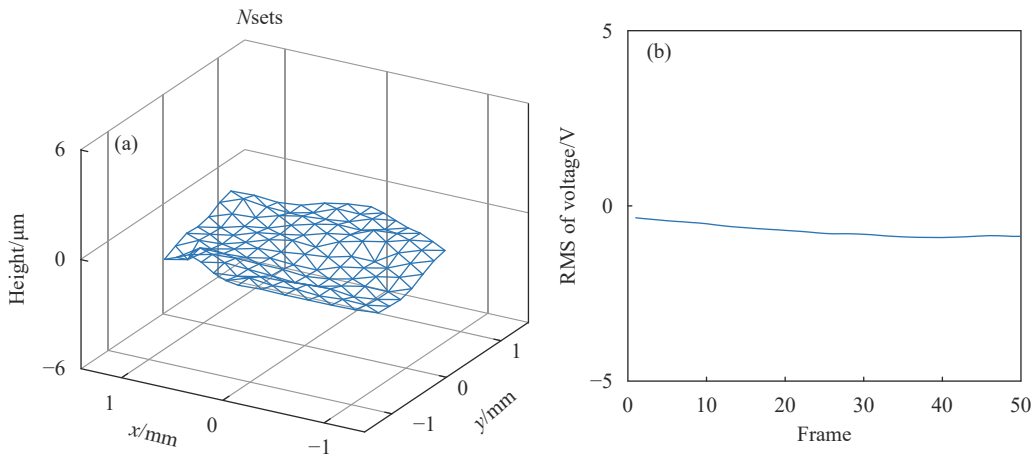 Nsets
(a)
6
0
−6
Height/μm
1
0
−1
x/mm
−1
0
1
y/mm
(b)
5
0
−5
RMS of voltage/V
0
10
20
30
40
50
Frame